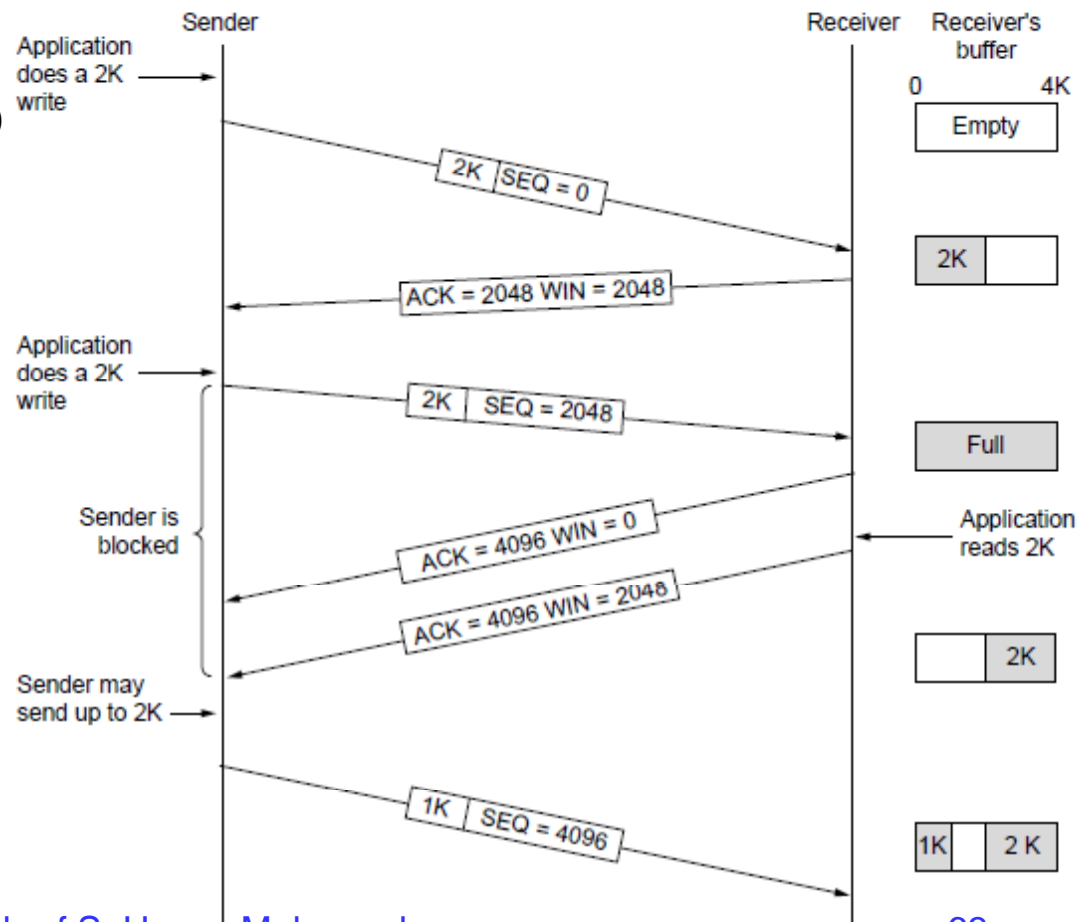 Sender
Receiver
Receiver's
buffer
Application
does a 2K
write
0
4K
Empty
2K SEQ = 0
2K
ACK = 2048 WIN = 2048
Application
does a 2K
write
2K SEQ = 2048
Full
Sender is
blocked
ACK = 4096 WIN = 0
Application
reads 2K
ACK = 4096 WIN = 2048
2K
Sender may
send up to 2K
1K SEQ = 4096
1K 2 K